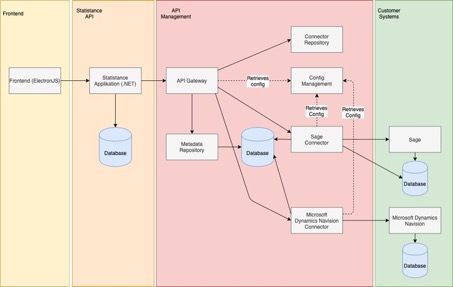 Frontend
Statistance
API
API
Management
Customer
Systems
Connector
Repository
Frontend (ElectronJS)
Statistance
Applikation (.NET)
API Gateway
Retrieves
config
Config
Management
Retrieves
Config
Retrieves
Config
Database
Metadata
Repository
Database
Sage
Connector
Sage
Database
Microsoft
Dynamics Navision
Connector
Microsoft Dynamics
Navision
Database